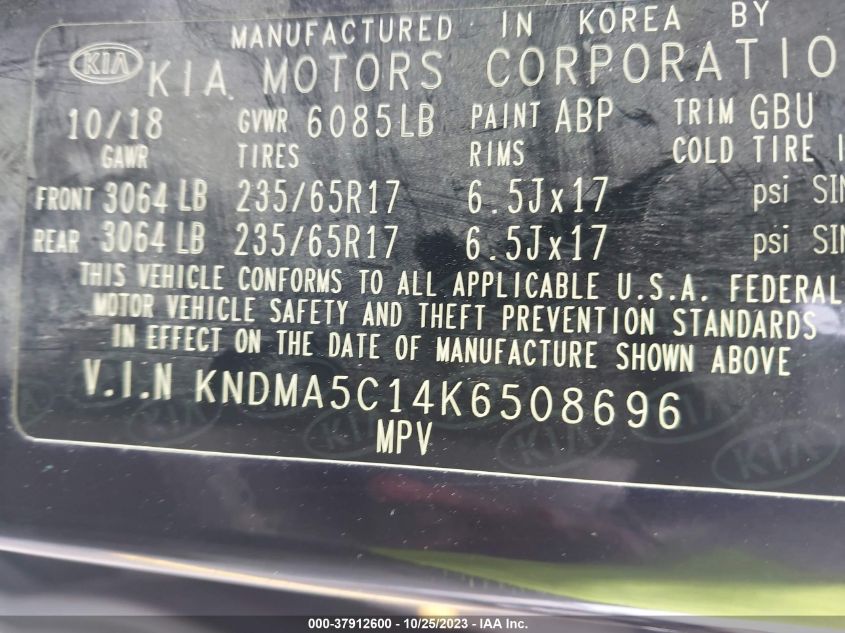 MANUFACTURED IN KOREA BY
KIA KIA MOTORS CORPORATIO
10/18 GVWR 6085LB PAINT ABP TRIM GBU
GAWR TIRES RIMS COLD TIRE
FRONT 3064 LB 235/65R17 6.5Jx17 psi SIN
REAR 3064 LB 235/65R17 6.5Jx17 psi SIN
THIS VEHICLE CONFORMS TO ALL APPLICABLE U.S.A. FEDERAL
MOTOR VEHICLE SAFETY AND THEFT PREVENTION STANDARDS
IN EFFECT ON THE DATE OF MANUFACTURE SHOWN ABOVE
V.I.N KNDMA5C14K6508696
MPV
KIA
000-37912600 - 10/25/2023 - IAA Inc.